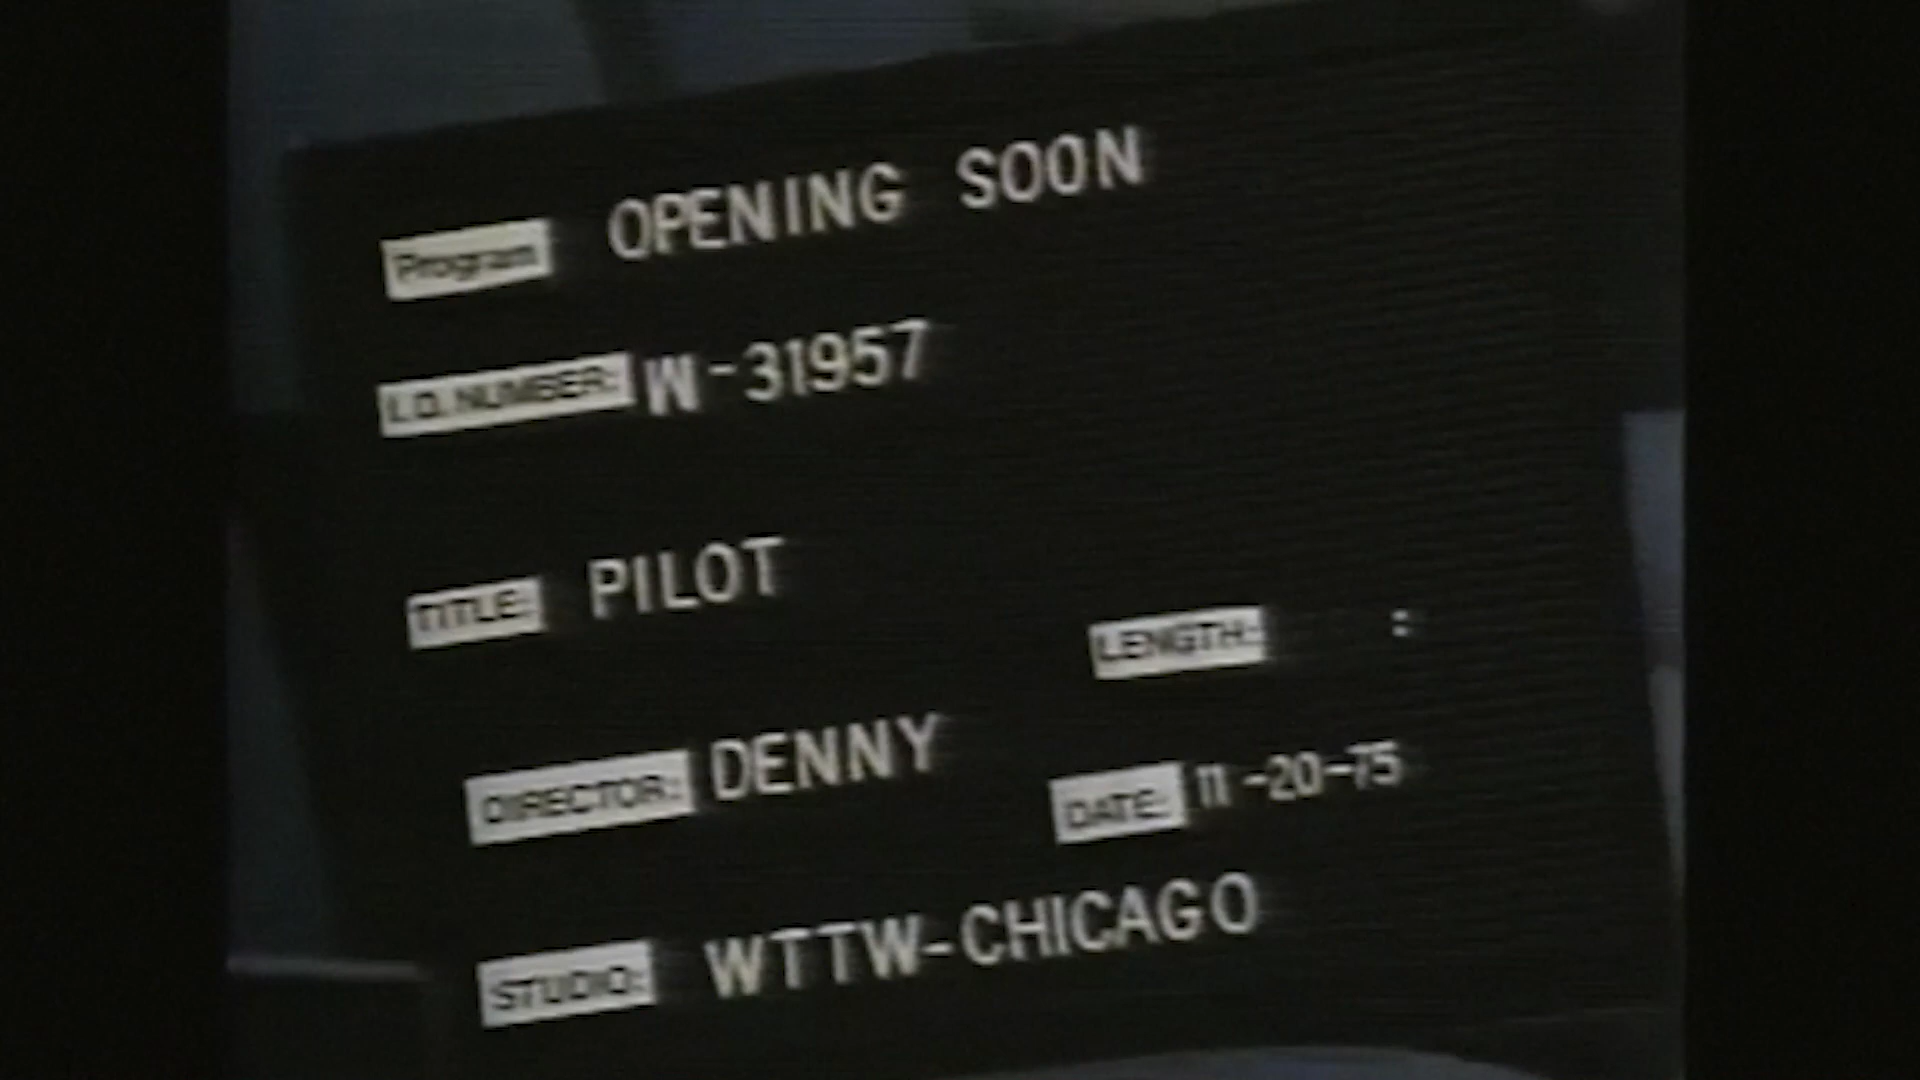 Program OPENING SOON
I.D. NUMBER: W-31957
TITLE: PILOT
LENGTH: :
DIRECTOR: DENNY
DATE: 11-20-75
STUDIO: WTTW-CHICAGO